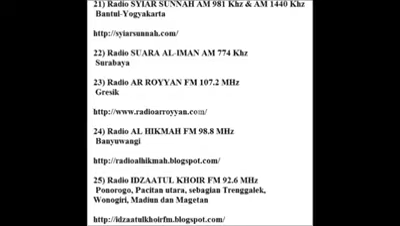 21) Radio SYIAR SUNNAH AM 981 Khz & AM 1440 Khz
Bantul-Yogyakarta
http://syiarsunnah.com/
22) Radio SUARA AL-IMAN AM 774 Khz
Surabaya
23) Radio AR ROYYAN FM 107.2 MHz
Gresik
http://www.radioarroyyan.com/
24) Radio AL HIKMAH FM 98.8 MHz
Banyuwangi
http://radioalhikmah.blogspot.com/
25) Radio IDZAATUL KHOIR FM 92.6 MHz
Ponorogo, Pacitan utara, sebagian Trenggalek,
Wonogiri, Madiun dan Magetan
http://idzaatulkhoirfm.blogspot.com/